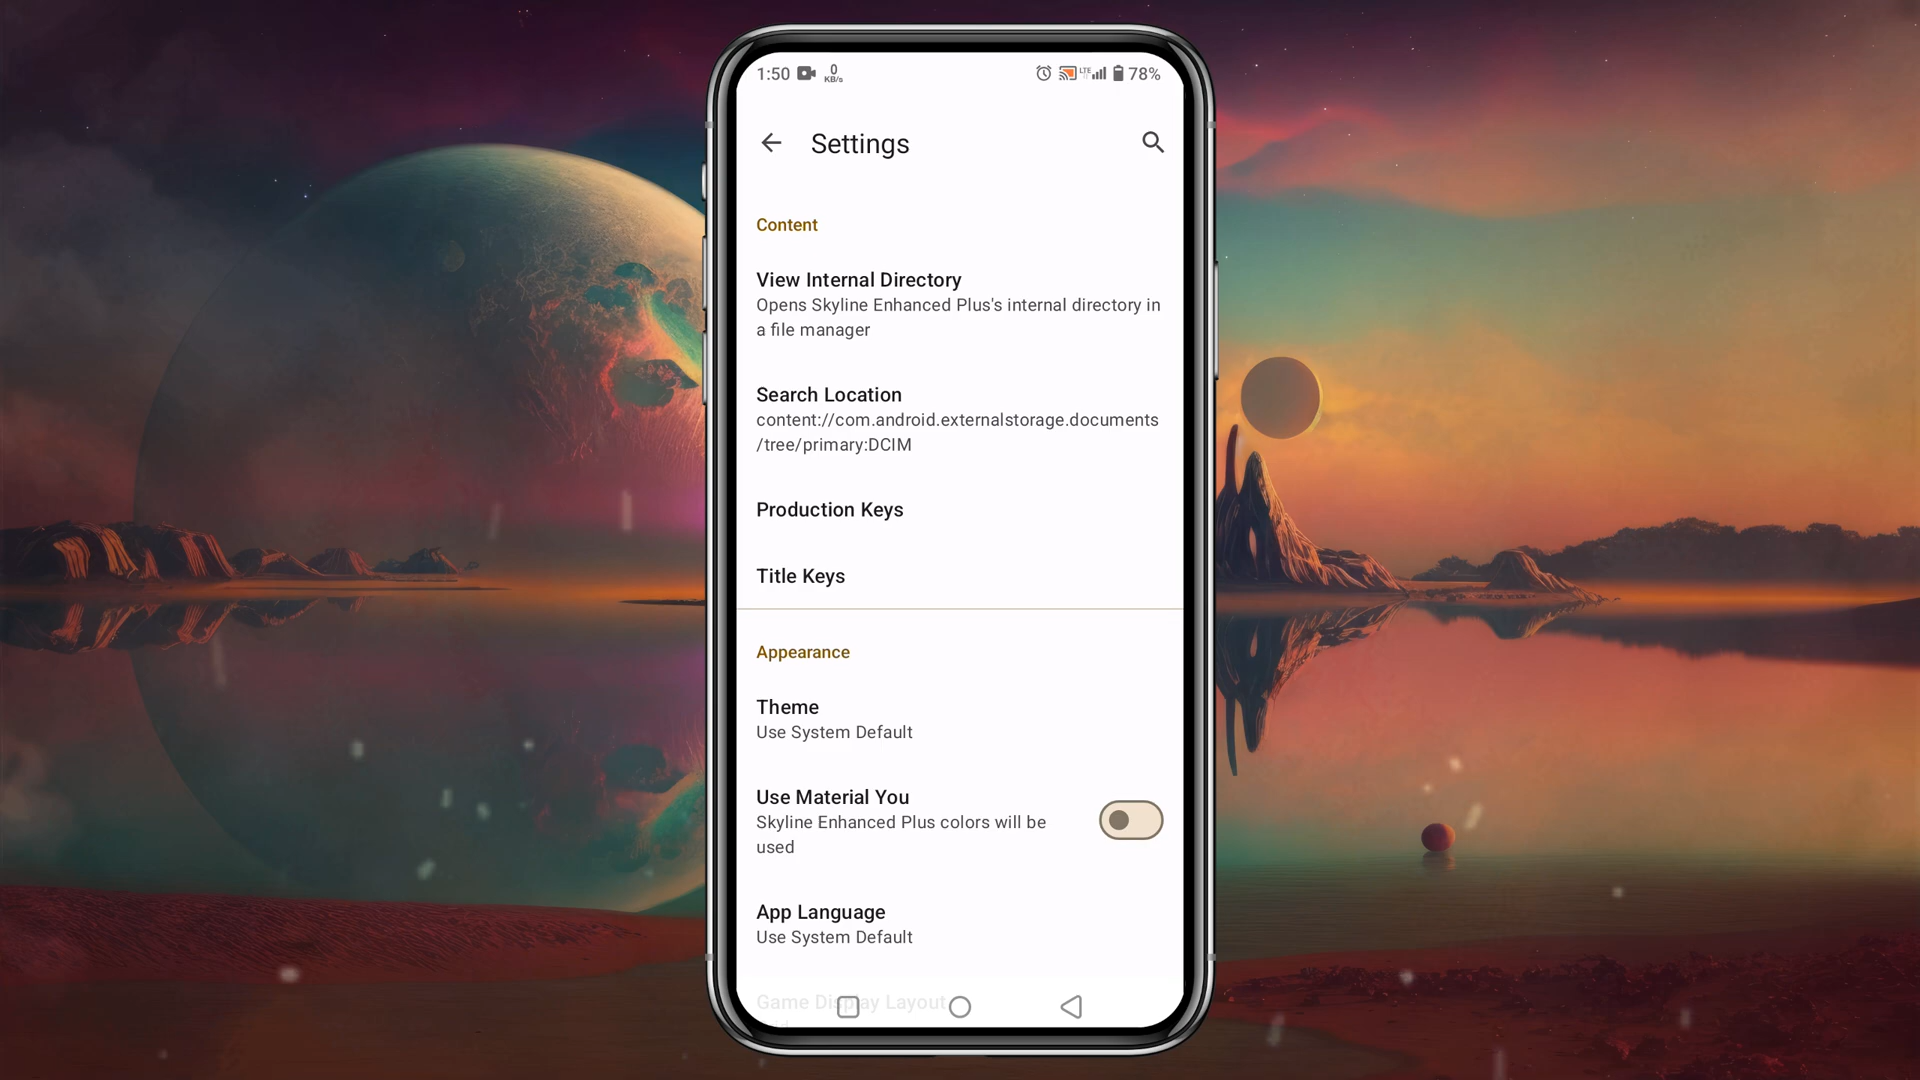 1:50 0 KB/s LTE 78%
Settings
Content
View Internal Directory
Opens Skyline Enhanced Plus's internal directory in
a file manager
Search Location
content://com.android.externalstorage.documents
/tree/primary:DCIM
Production Keys
Title Keys
Appearance
Theme
Use System Default
Use Material You
Skyline Enhanced Plus colors will be
used
App Language
Use System Default
Game Display Layout